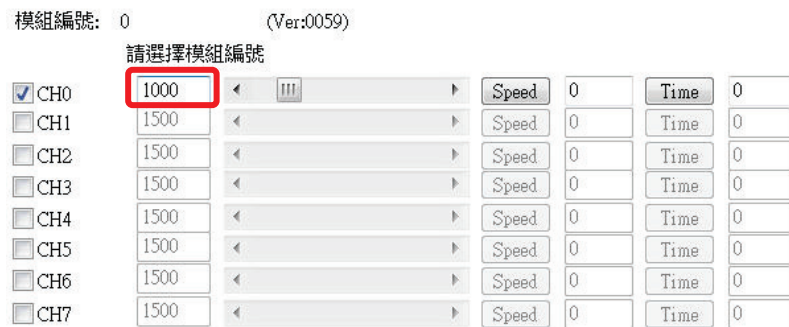 模組編號: 0 (Ver:0059)
請選擇模組編號
CH0 1000 Speed 0 Time 0
CH1 1500 Speed 0 Time 0
CH2 1500 Speed 0 Time 0
CH3 1500 Speed 0 Time 0
CH4 1500 Speed 0 Time 0
CH5 1500 Speed 0 Time 0
CH6 1500 Speed 0 Time 0
CH7 1500 Speed 0 Time 0